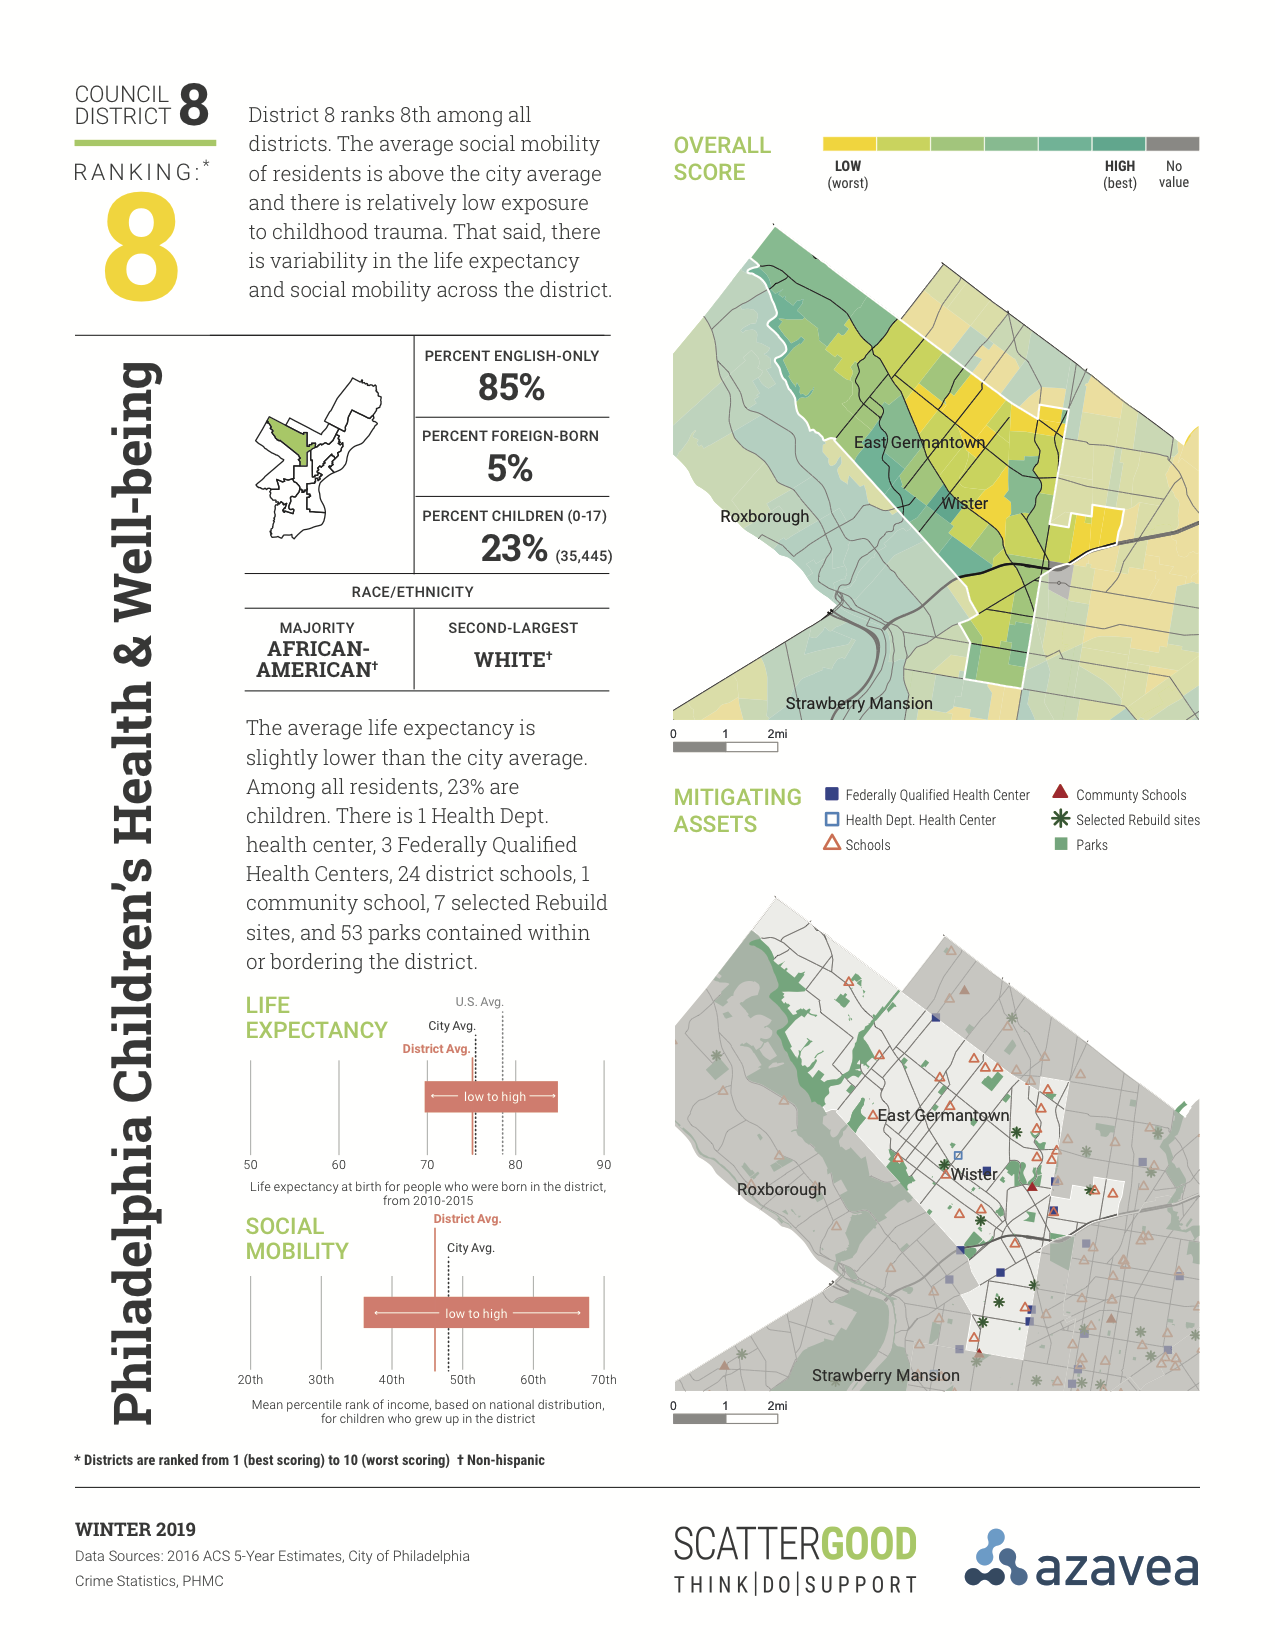 COUNCIL
DISTRICT 8
RANKING:*
8
District 8 ranks 8th among all
districts. The average social mobility
of residents is above the city average
and there is relatively low exposure
to childhood trauma. That said, there
is variability in the life expectancy
and social mobility across the district.
Philadelphia Children's Health & Well-being
PERCENT ENGLISH-ONLY
85%
PERCENT FOREIGN-BORN
5%
PERCENT CHILDREN (0-17)
23% (35,445)
RACE/ETHNICITY
MAJORITY
AFRICAN-
AMERICAN†
SECOND-LARGEST
WHITE†
The average life expectancy is
slightly lower than the city average.
Among all residents, 23% are
children. There is 1 Health Dept.
health center, 3 Federally Qualified
Health Centers, 24 district schools, 1
community school, 7 selected Rebuild
sites, and 53 parks contained within
or bordering the district.
LIFE
EXPECTANCY
U.S. Avg.
City Avg.
District Avg.
low to high
50 60 70 80 90
Life expectancy at birth for people who were born in the district,
from 2010-2015
SOCIAL
MOBILITY
District Avg.
City Avg.
low to high
20th 30th 40th 50th 60th 70th
Mean percentile rank of income, based on national distribution,
for children who grew up in the district
OVERALL
SCORE
LOW
(worst)
HIGH
(best)
No
value
East Germantown
Wister
Roxborough
Strawberry Mansion
0 1 2mi
MITIGATING
ASSETS
Federally Qualified Health Center
Health Dept. Health Center
Schools
Communty Schools
Selected Rebuild sites
Parks
East Germantown
Wister
Roxborough
Strawberry Mansion
0 1 2mi
* Districts are ranked from 1 (best scoring) to 10 (worst scoring) † Non-hispanic
WINTER 2019
Data Sources: 2016 ACS 5-Year Estimates, City of Philadelphia
Crime Statistics, PHMC
SCATTERGOOD
THINK|DO|SUPPORT
azavea